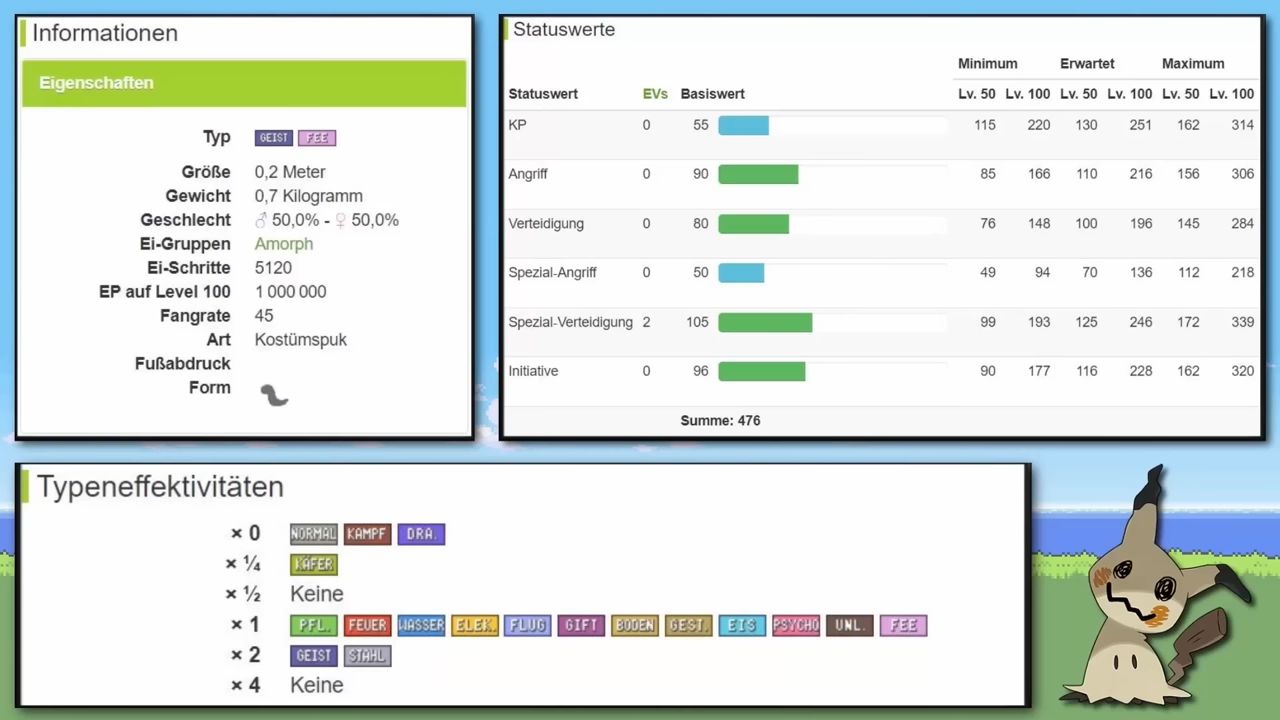 Informationen
Eigenschaften
Typ GEIST FEE
Größe 0,2 Meter
Gewicht 0,7 Kilogramm
Geschlecht ♂ 50,0% - ♀ 50,0%
Ei-Gruppen Amorph
Ei-Schritte 5120
EP auf Level 100 1 000 000
Fangrate 45
Art Kostümspuk
Fußabdruck
Form
Statuswerte
Minimum Erwartet Maximum
Statuswert EVs Basiswert Lv. 50 Lv. 100 Lv. 50 Lv. 100 Lv. 50 Lv. 100
KP 0 55 115 220 130 251 162 314
Angriff 0 90 85 166 110 216 156 306
Verteidigung 0 80 76 148 100 196 145 284
Spezial-Angriff 0 50 49 94 70 136 112 218
Spezial-Verteidigung 2 105 99 193 125 246 172 339
Initiative 0 96 90 177 116 228 162 320
Summe: 476
Typeneffektivitäten
× 0 NORMAL KAMPF DRA.
× ¼ KÄFER
× ½ Keine
× 1 PFL. FEUER WASSER ELEK. FLUG GIFT BODEN GEST. EIS PSYCHO UNL. FEE
× 2 GEIST STAHL
× 4 Keine